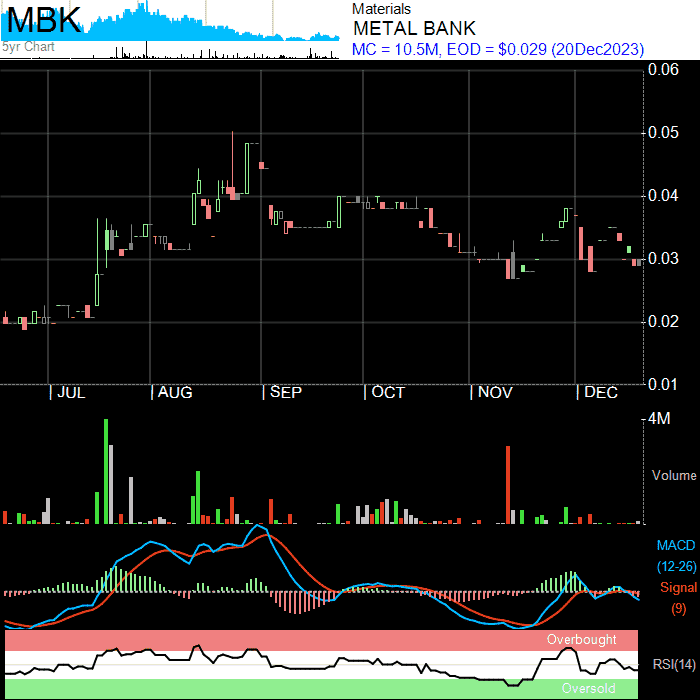 MBK
5yr Chart
Materials
METAL BANK
MC = 10.5M, EOD = $0.029 (20Dec2023)
0.06
0.05
0.04
0.03
0.02
0.01
| JUL | AUG | SEP | OCT | NOV | DEC
4M
Volume
MACD
(12-26)
Signal
(9)
Overbought
RSI(14)
Oversold